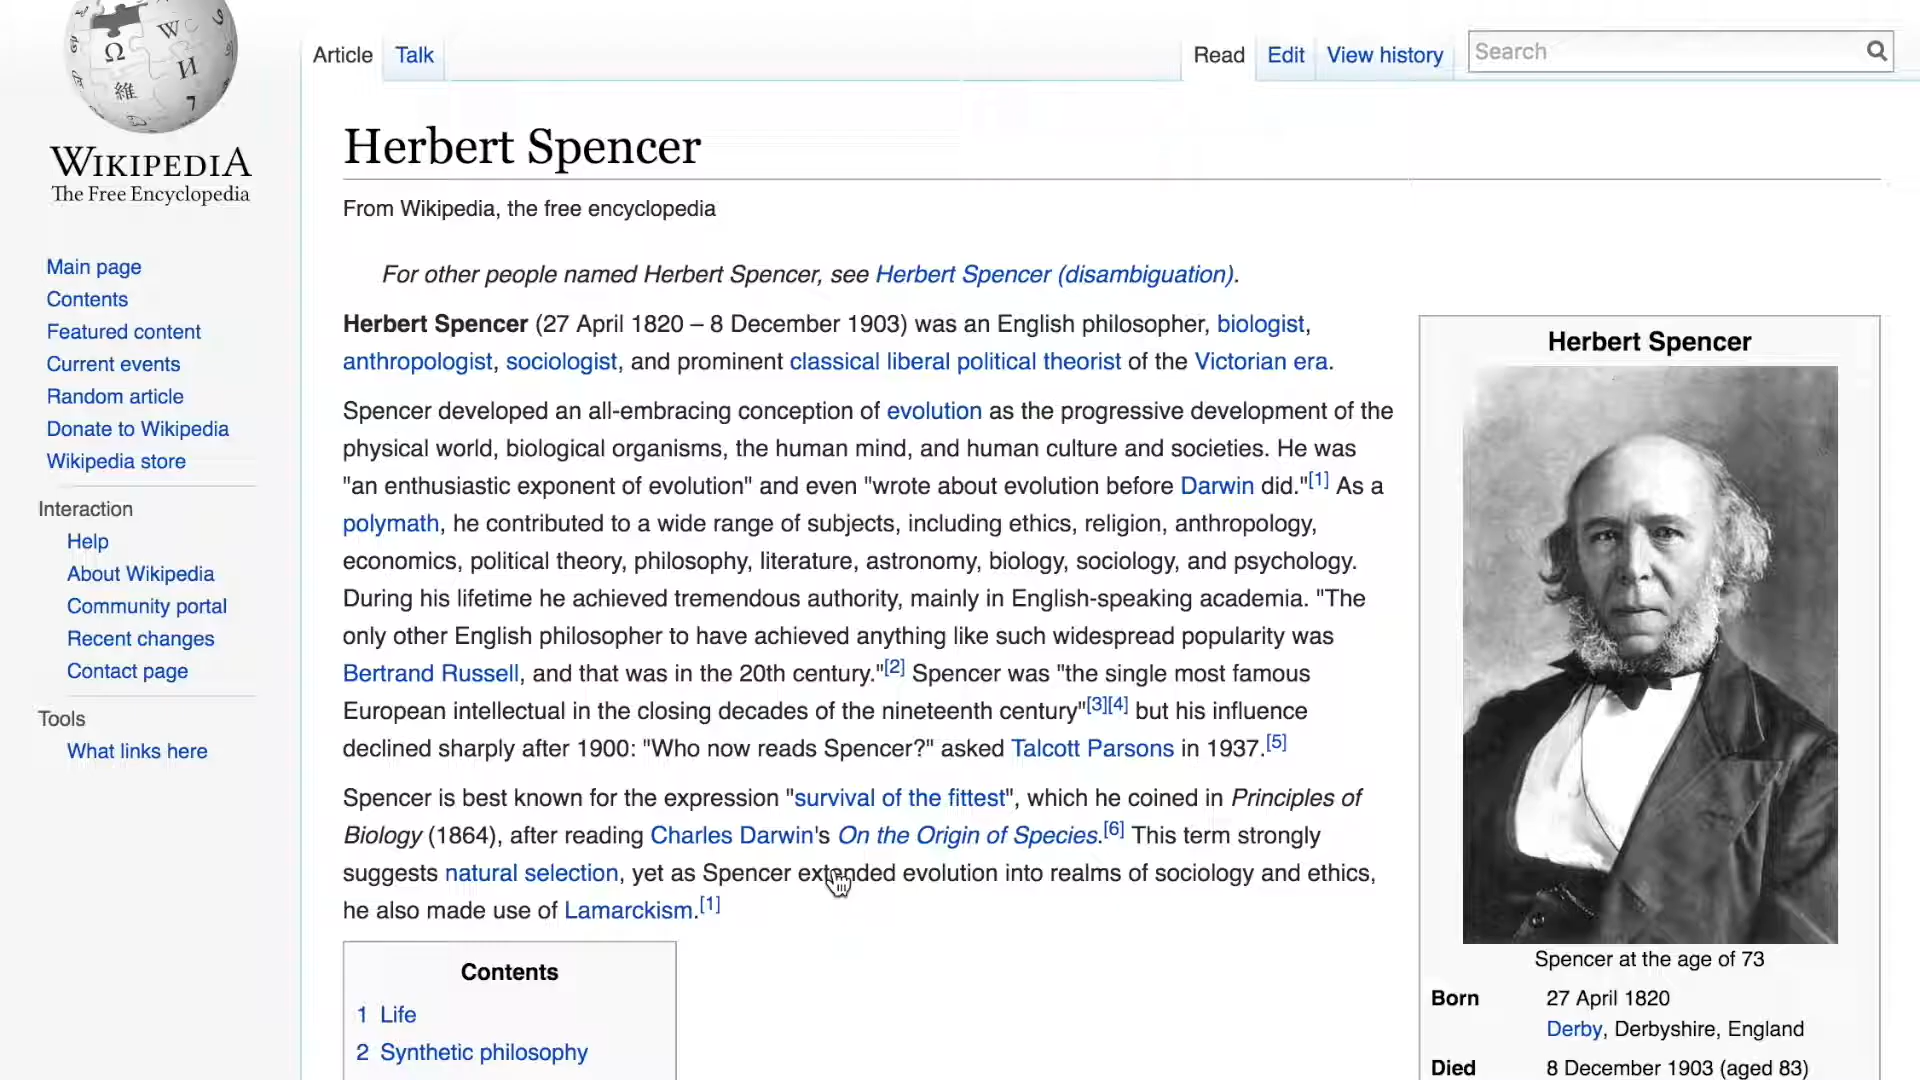 Article Talk Read Edit View history Search
WIKIPEDIA
The Free Encyclopedia
Main page
Contents
Featured content
Current events
Random article
Donate to Wikipedia
Wikipedia store
Interaction
Help
About Wikipedia
Community portal
Recent changes
Contact page
Tools
What links here
Herbert Spencer
From Wikipedia, the free encyclopedia
For other people named Herbert Spencer, see Herbert Spencer (disambiguation).
Herbert Spencer (27 April 1820 – 8 December 1903) was an English philosopher, biologist,
anthropologist, sociologist, and prominent classical liberal political theorist of the Victorian era.
Spencer developed an all-embracing conception of evolution as the progressive development of the
physical world, biological organisms, the human mind, and human culture and societies. He was
"an enthusiastic exponent of evolution" and even "wrote about evolution before Darwin did."[1] As a
polymath, he contributed to a wide range of subjects, including ethics, religion, anthropology,
economics, political theory, philosophy, literature, astronomy, biology, sociology, and psychology.
During his lifetime he achieved tremendous authority, mainly in English-speaking academia. "The
only other English philosopher to have achieved anything like such widespread popularity was
Bertrand Russell, and that was in the 20th century."[2] Spencer was "the single most famous
European intellectual in the closing decades of the nineteenth century"[3][4] but his influence
declined sharply after 1900: "Who now reads Spencer?" asked Talcott Parsons in 1937.[5]
Spencer is best known for the expression "survival of the fittest", which he coined in Principles of
Biology (1864), after reading Charles Darwin's On the Origin of Species.[6] This term strongly
suggests natural selection, yet as Spencer extended evolution into realms of sociology and ethics,
he also made use of Lamarckism.[1]
Contents
1 Life
2 Synthetic philosophy
Herbert Spencer
Spencer at the age of 73
Born 27 April 1820
Derby, Derbyshire, England
Died 8 December 1903 (aged 83)